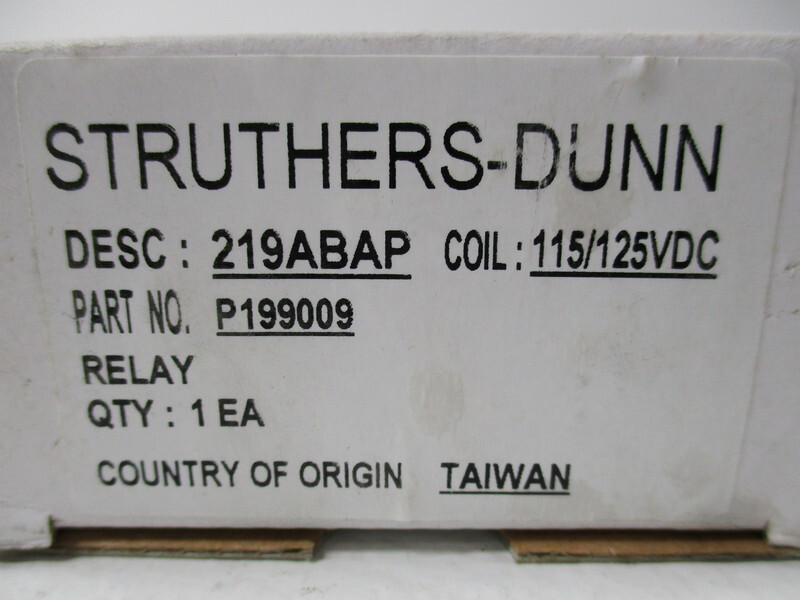 STRUTHERS-DUNN
DESC : 219ABAP COIL : 115/125VDC
PART NO. P199009
RELAY
QTY : 1 EA
COUNTRY OF ORIGIN TAIWAN